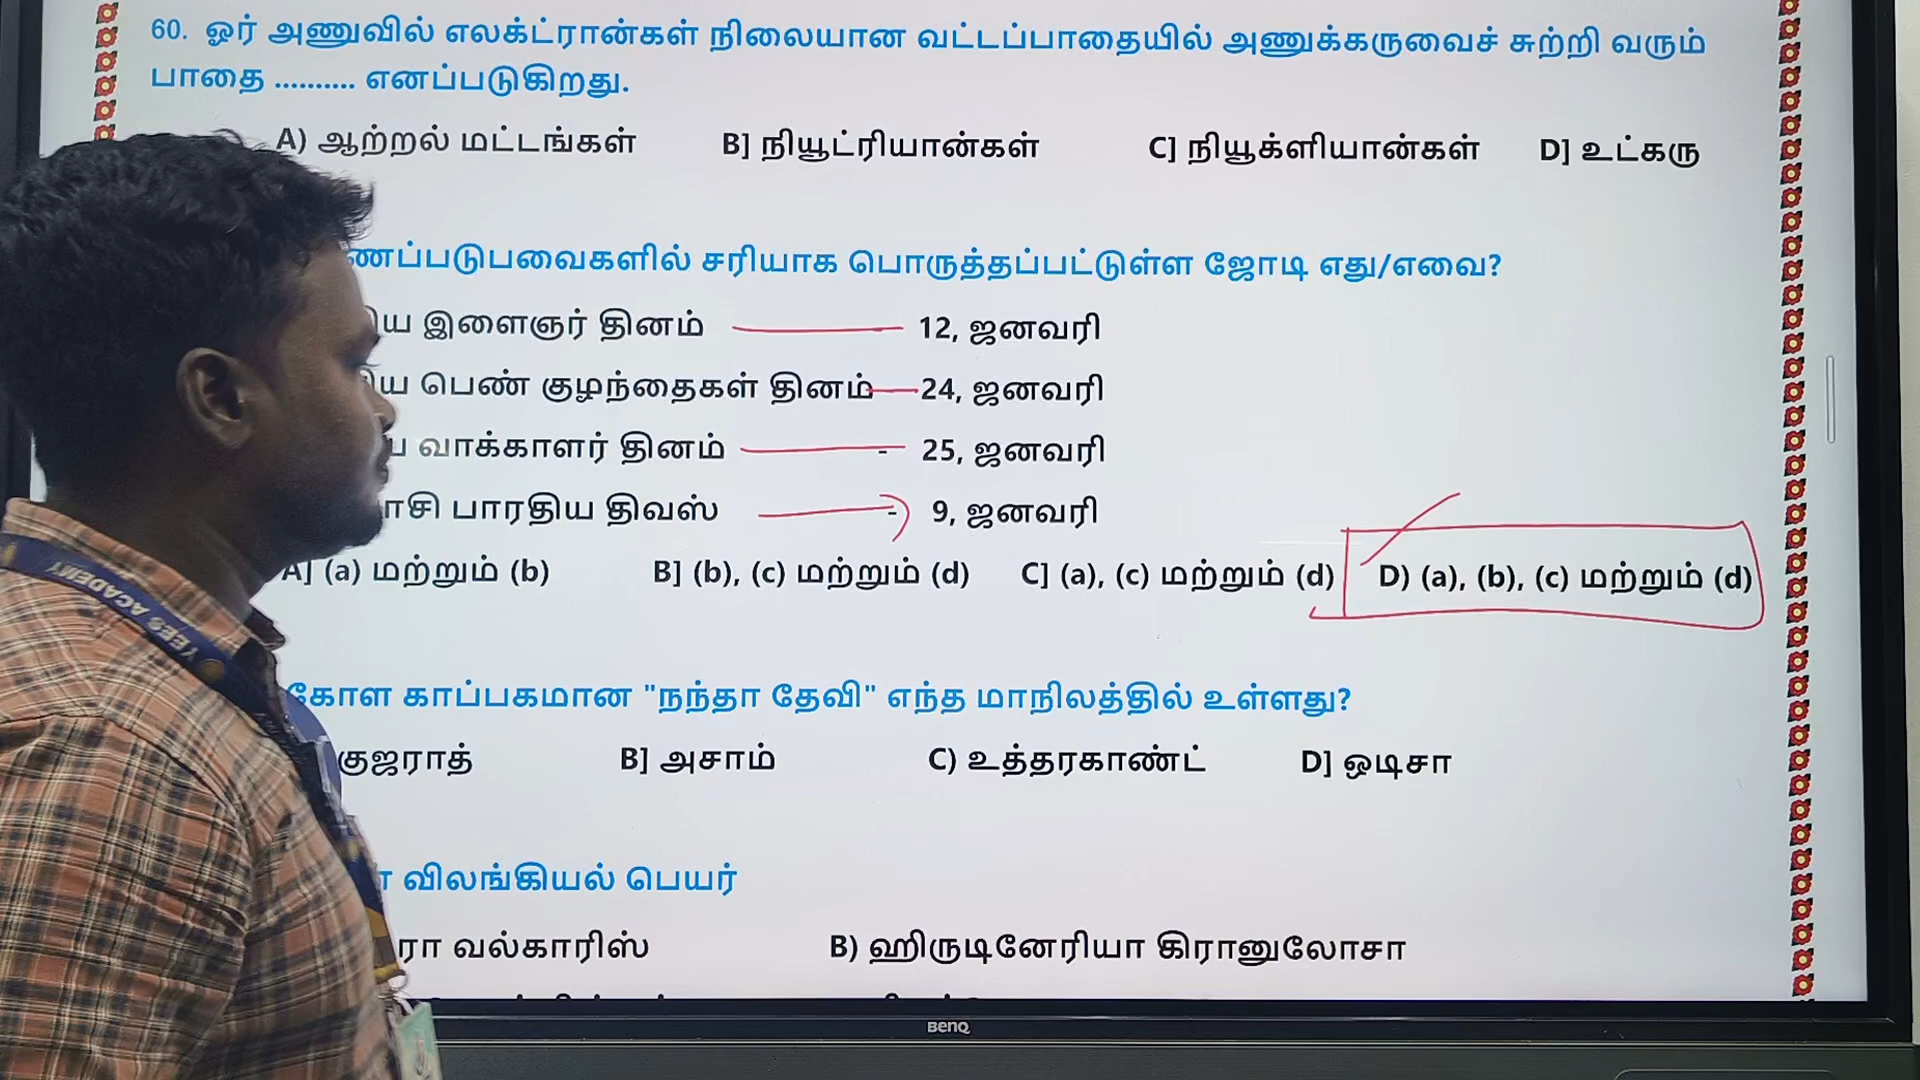 60. ஓர் அணுவில் எலக்ட்ரான்கள் நிலையான வட்டப்பாதையில் அணுக்கருவைச் சுற்றி வரும்
பாதை .......... எனப்படுகிறது.
A) ஆற்றல் மட்டங்கள் B] நியூட்ரியான்கள் C] நியூக்ளியான்கள் D] உட்கரு
ணப்படுபவைகளில் சரியாக பொருத்தப்பட்டுள்ள ஜோடி எது/எவை?
ிய இளைஞர் தினம் - 12, ஜனவரி
ிய பெண் குழந்தைகள் தினம் 24, ஜனவரி
ய வாக்காளர் தினம் - 25, ஜனவரி
ாசி பாரதிய திவஸ் - 9, ஜனவரி
A] (a) மற்றும் (b) B] (b), (c) மற்றும் (d) C] (a), (c) மற்றும் (d) D) (a), (b), (c) மற்றும் (d)
கோள காப்பகமான "நந்தா தேவி" எந்த மாநிலத்தில் உள்ளது?
குஜராத் B] அசாம் C) உத்தரகாண்ட் D] ஒடிசா
விலங்கியல் பெயர்
ரா வல்காரிஸ் B) ஹிருடினேரியா கிரானுலோசா
YEES ACADEMY
BenQ